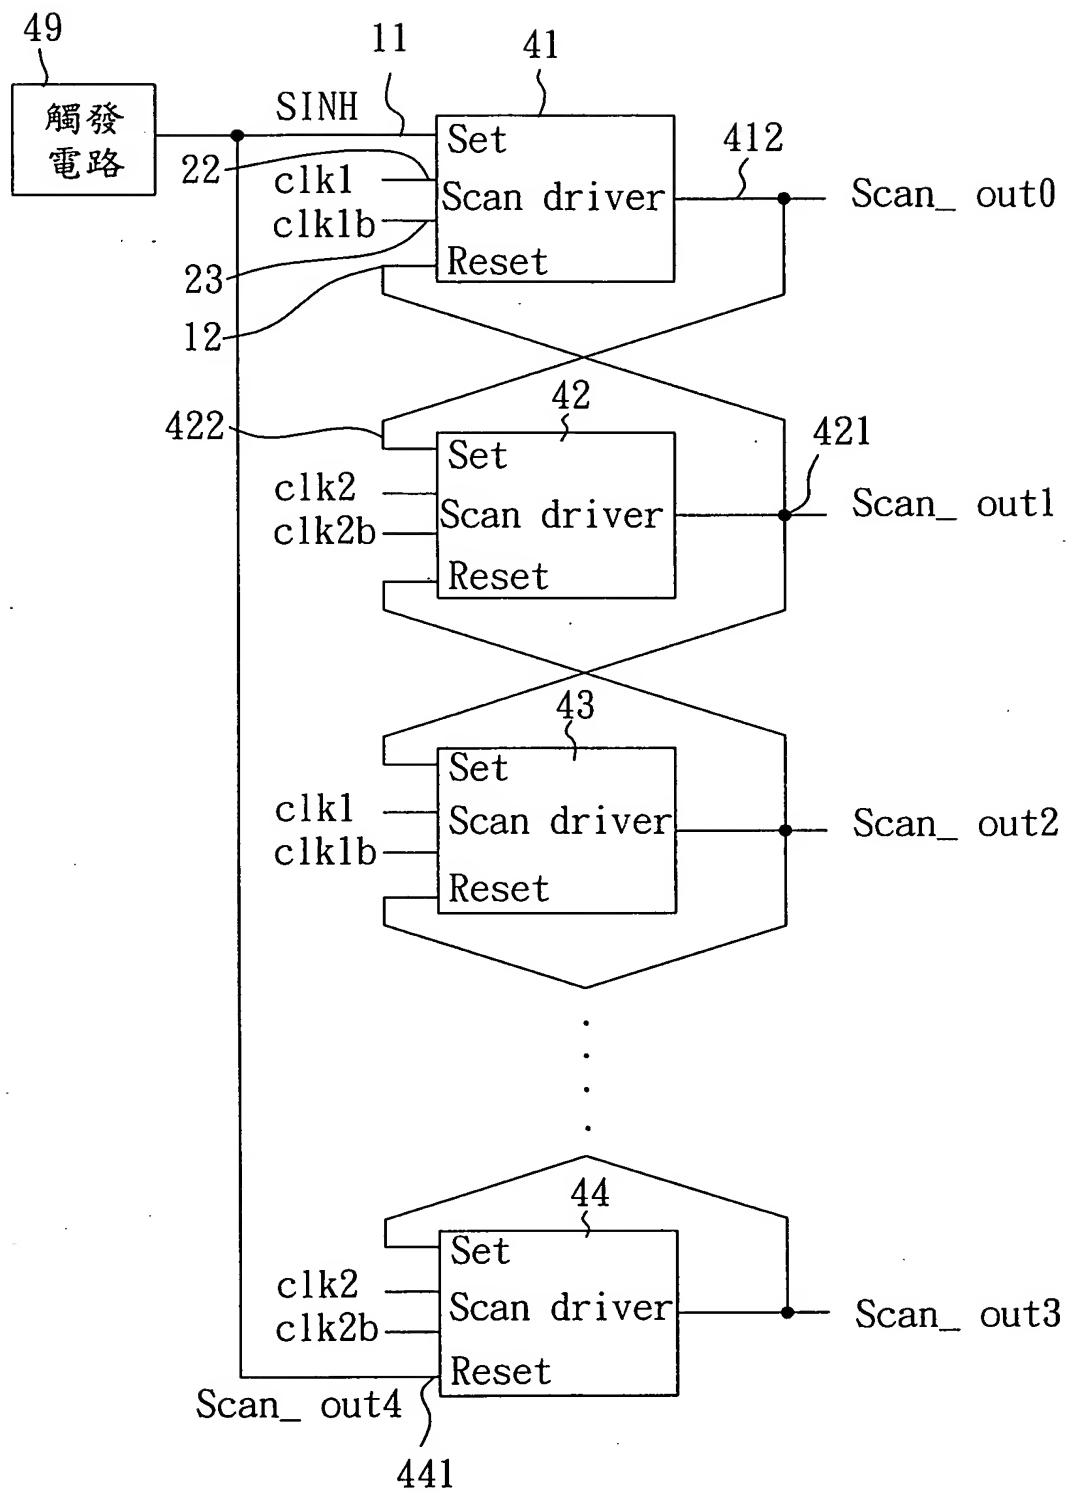 49
觸發
電路
SINH
11
41
Set
22
clk1
Scan driver
clk1b
23
Reset
12
412
Scan_ out0
422
42
Set
clk2
Scan driver
clk2b
Reset
421
Scan_ out1
43
Set
clk1
Scan driver
clk1b
Reset
Scan_ out2
44
Set
clk2
Scan driver
clk2b
Reset
Scan_ out3
Scan_ out4
441